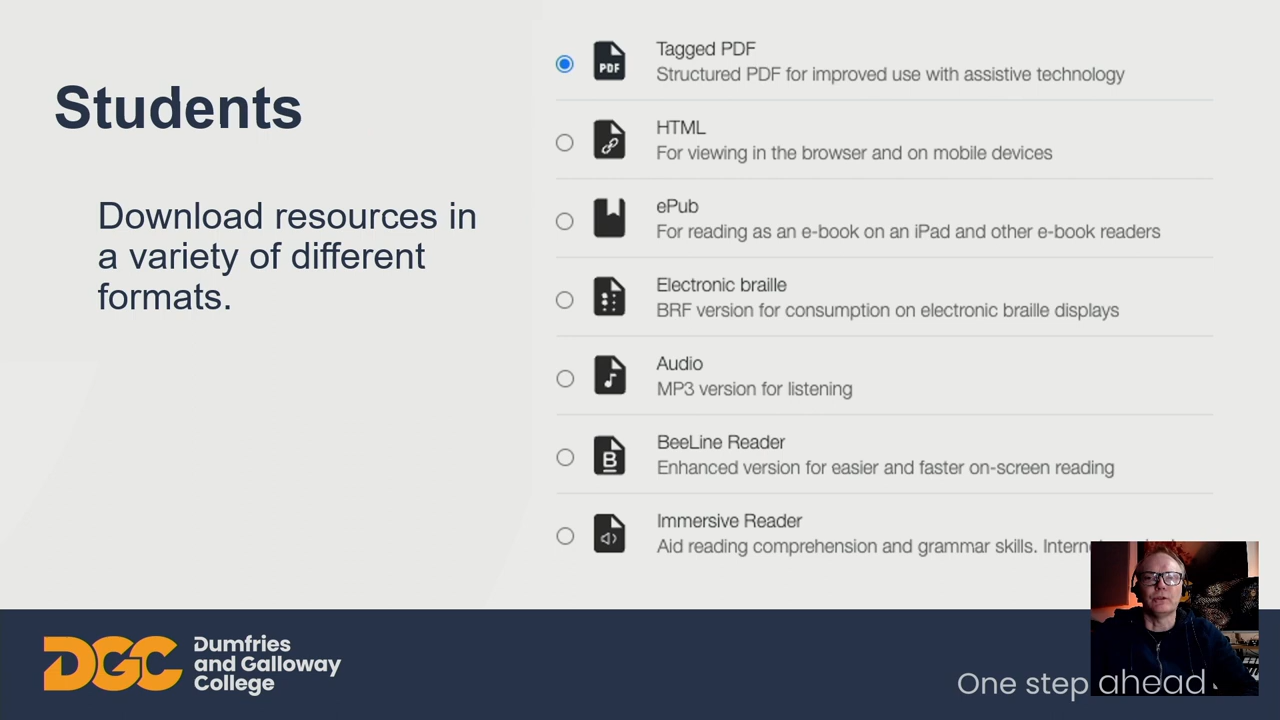 Students
Download resources in
a variety of different
formats.
Tagged PDF
PDF
Structured PDF for improved use with assistive technology
HTML
For viewing in the browser and on mobile devices
ePub
For reading as an e-book on an iPad and other e-book readers
Electronic braille
BRF version for consumption on electronic braille displays
Audio
MP3 version for listening
BeeLine Reader
B
Enhanced version for easier and faster on-screen reading
Immersive Reader
Aid reading comprehension and grammar skills.
DGC
Dumfries
and Galloway
College
One step ahead